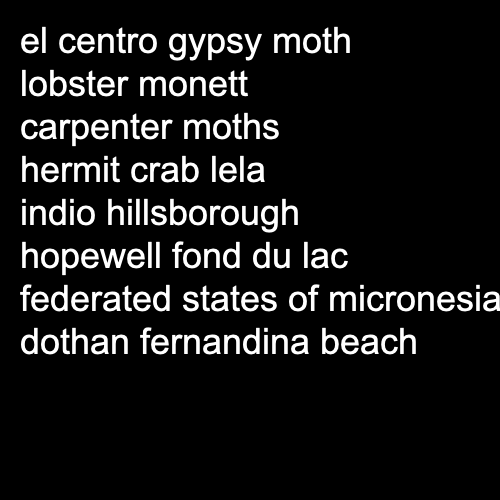 el centro gypsy moth
lobster monett
carpenter moths
hermit crab lela
indio hillsborough
hopewell fond du lac
federated states of micronesia
dothan fernandina beach